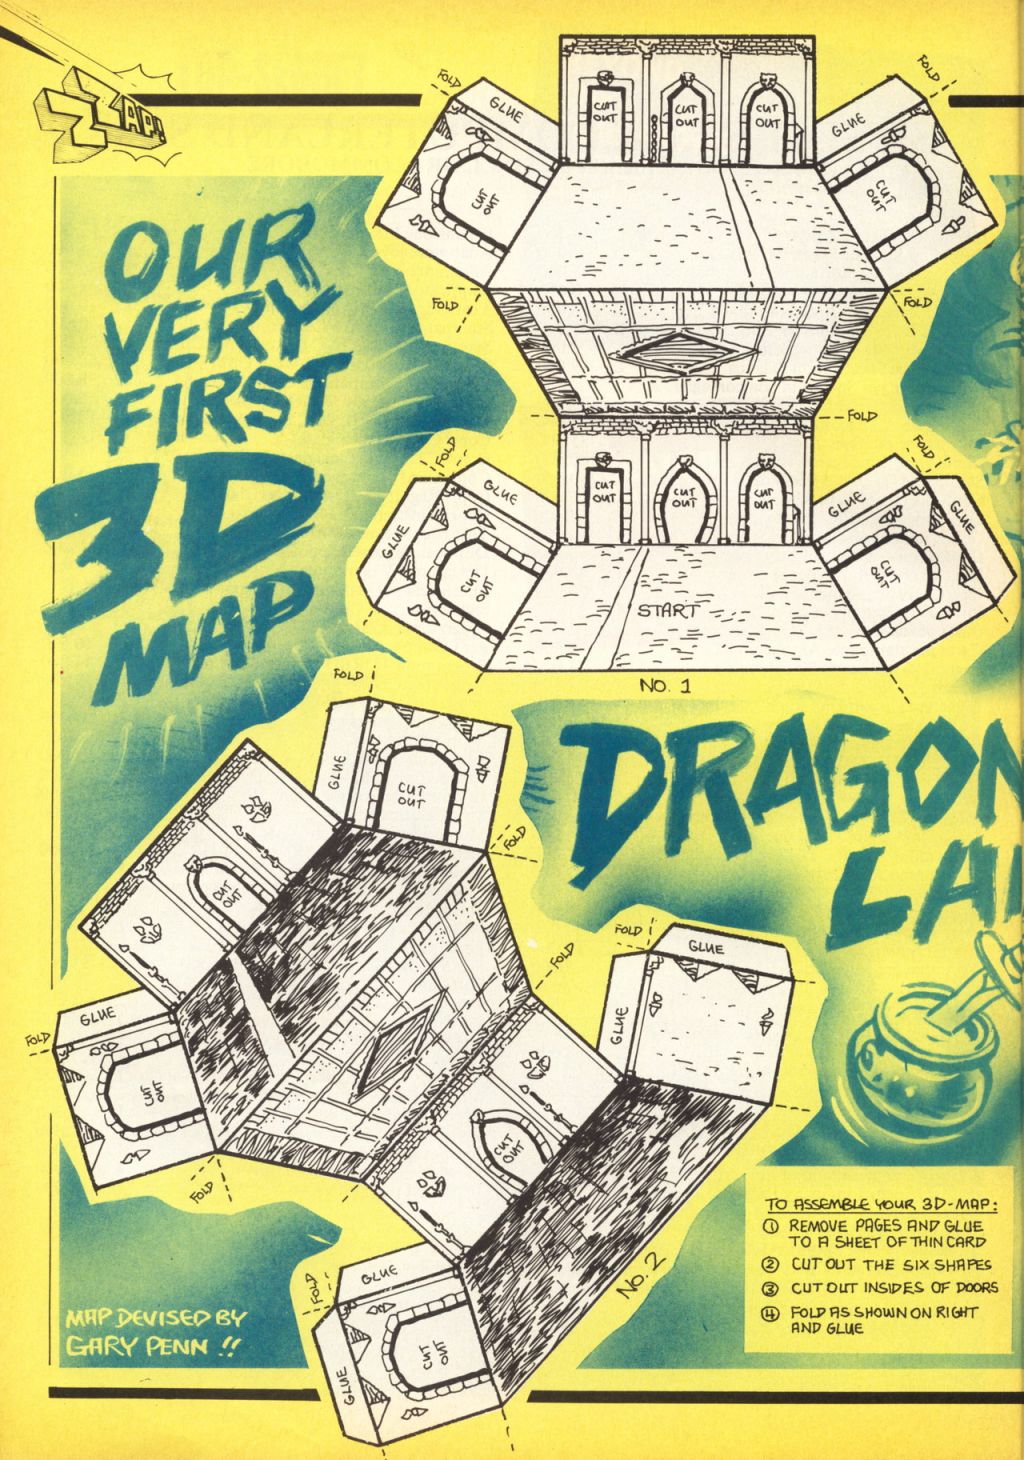 ZZAP!!
OUR
VERY
FIRST
3D
MAP
FOLD
GLUE
CUT
OUT
CUT
OUT
CUT
OUT
CUT
OUT
FOLD
GLUE
CUT
OUT
FOLD
FOLD
FOLD
FOLD
GLUE
GLUE
CUT
OUT
CUT
OUT
CUT
OUT
CUT
OUT
FOLD
GLUE
GLUE
CUT
OUT
START
NO. 1
DRAGON
LAI
FOLD
GLUE
CUT
OUT
FOLD
CUT
OUT
FOLD
GLUE
CUT
OUT
FOLD
FOLD
CUT
OUT
FOLD
GLUE
GLUE
FOLD
GLUE
GLUE
CUT
OUT
NO. 2
TO ASSEMBLE YOUR 3D-MAP:
① REMOVE PAGES AND GLUE
TO A SHEET OF THIN CARD
② CUT OUT THE SIX SHAPES
③ CUT OUT INSIDES OF DOORS
④ FOLD AS SHOWN ON RIGHT
AND GLUE
MAP DEVISED BY
GARY PENN !!